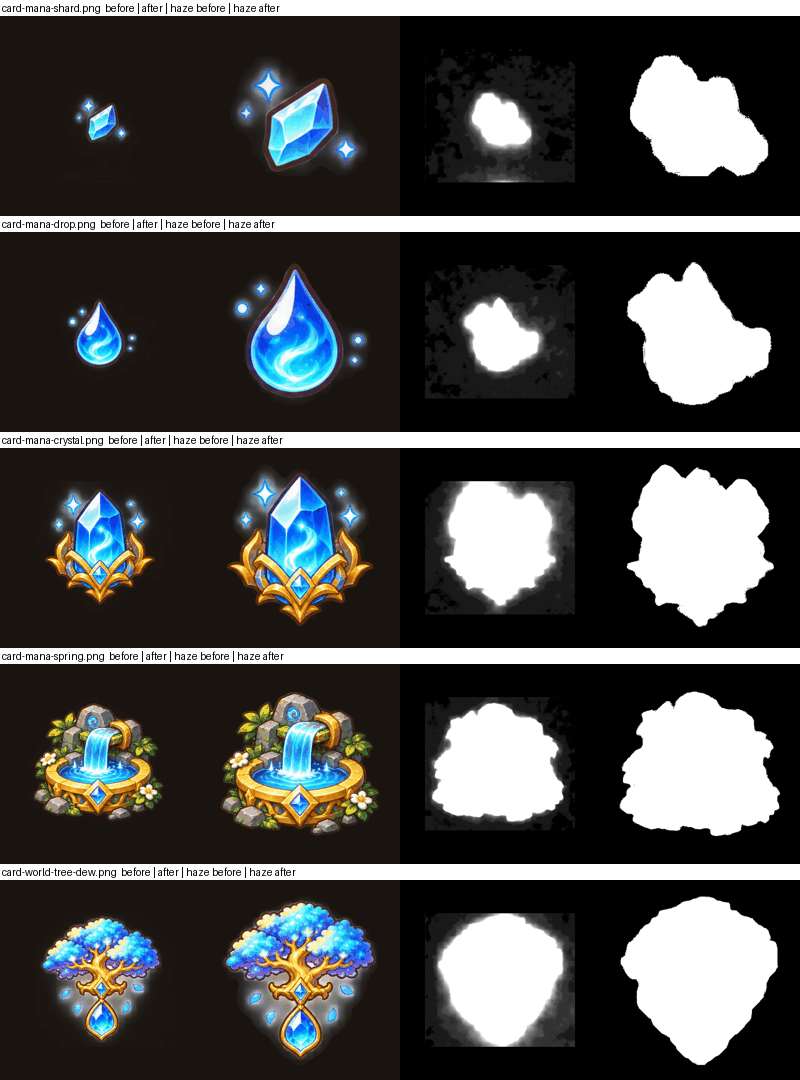 card-mana-shard.png before | after | haze before | haze after
card-mana-drop.png before | after | haze before | haze after
card-mana-crystal.png before | after | haze before | haze after
card-mana-spring.png before | after | haze before | haze after
card-world-tree-dew.png before | after | haze before | haze after